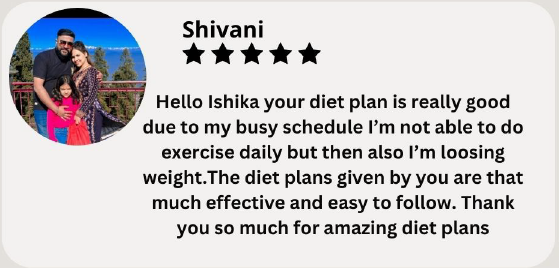 Shivani
Hello Ishika your diet plan is really good
due to my busy schedule I’m not able to do
exercise daily but then also I’m loosing
weight.The diet plans given by you are that
much effective and easy to follow. Thank
you so much for amazing diet plans